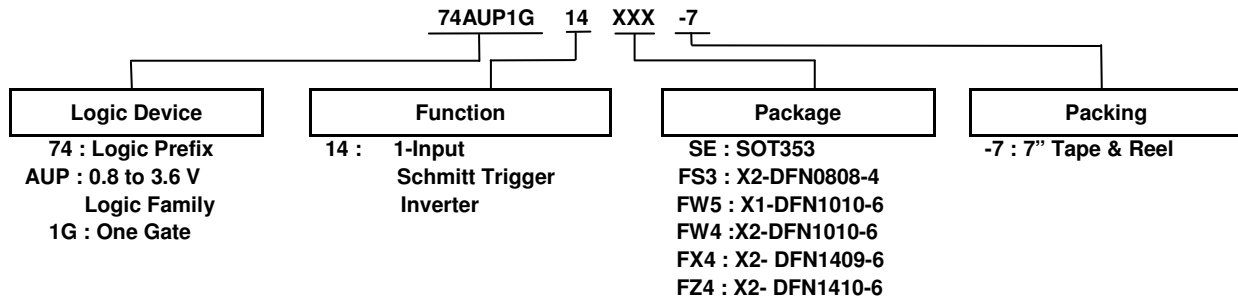 74AUP1G 14 XXX -7
Logic Device
74 : Logic Prefix
AUP : 0.8 to 3.6 V
Logic Family
1G : One Gate
Function
14 : 1-Input
Schmitt Trigger
Inverter
Package
SE : SOT353
FS3 : X2-DFN0808-4
FW5 : X1-DFN1010-6
FW4 :X2-DFN1010-6
FX4 : X2- DFN1409-6
FZ4 : X2- DFN1410-6
Packing
-7 : 7” Tape & Reel